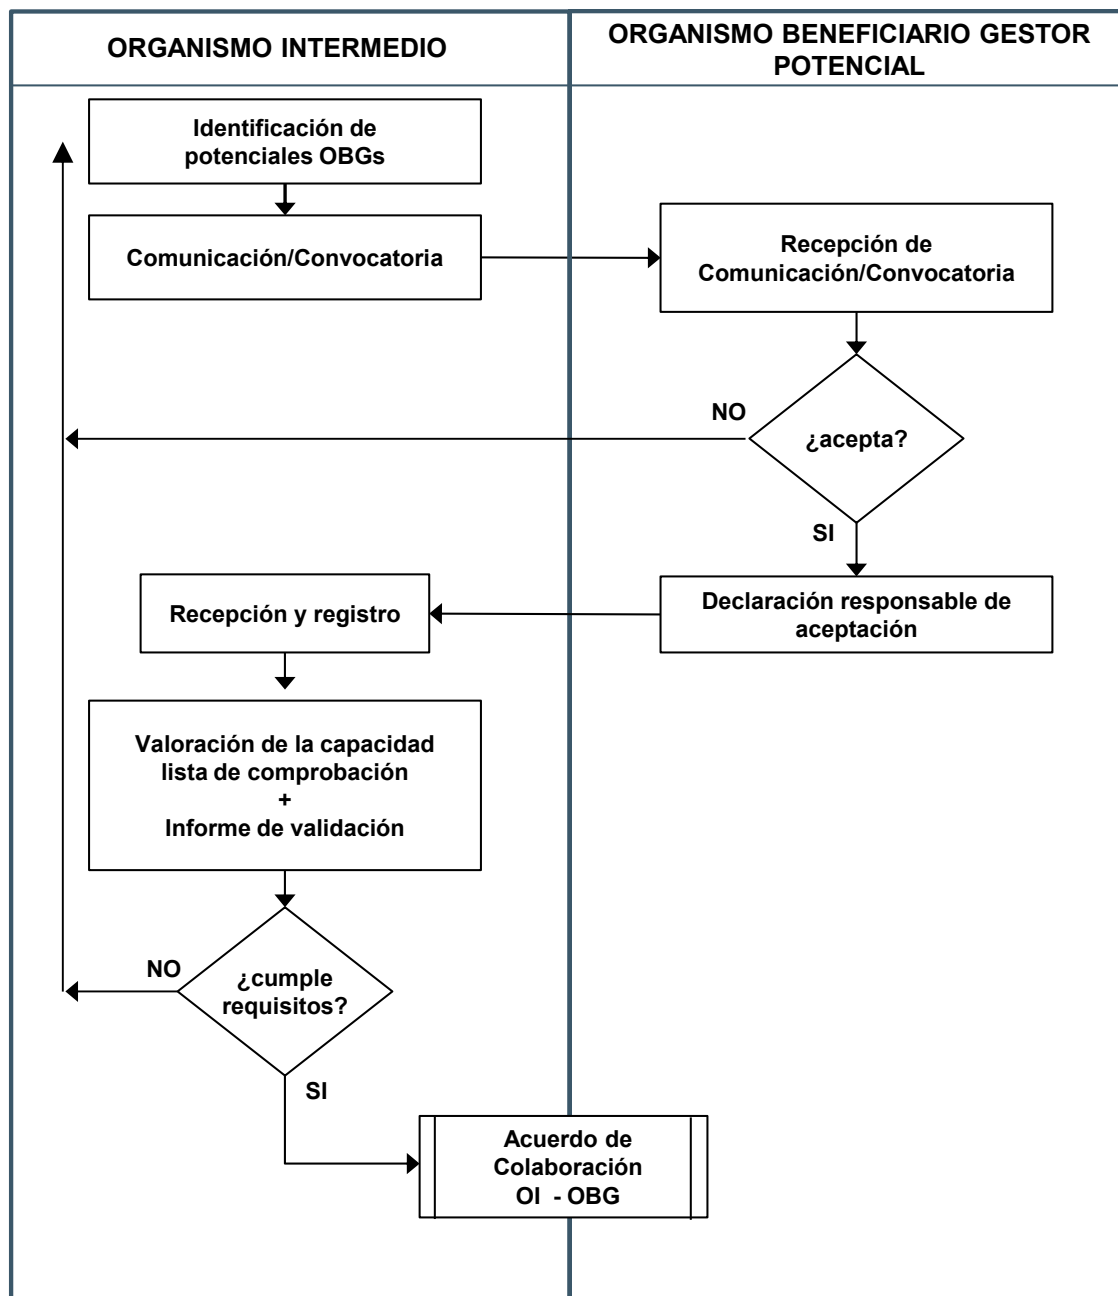 ORGANISMO INTERMEDIO
ORGANISMO BENEFICIARIO GESTOR
POTENCIAL
Identificación de
potenciales OBGs
Comunicación/Convocatoria
Recepción de
Comunicación/Convocatoria
NO
¿acepta?
SI
Declaración responsable de
aceptación
Recepción y registro
Valoración de la capacidad
lista de comprobación
+
Informe de validación
NO
¿cumple
requisitos?
SI
Acuerdo de
Colaboración
OI - OBG